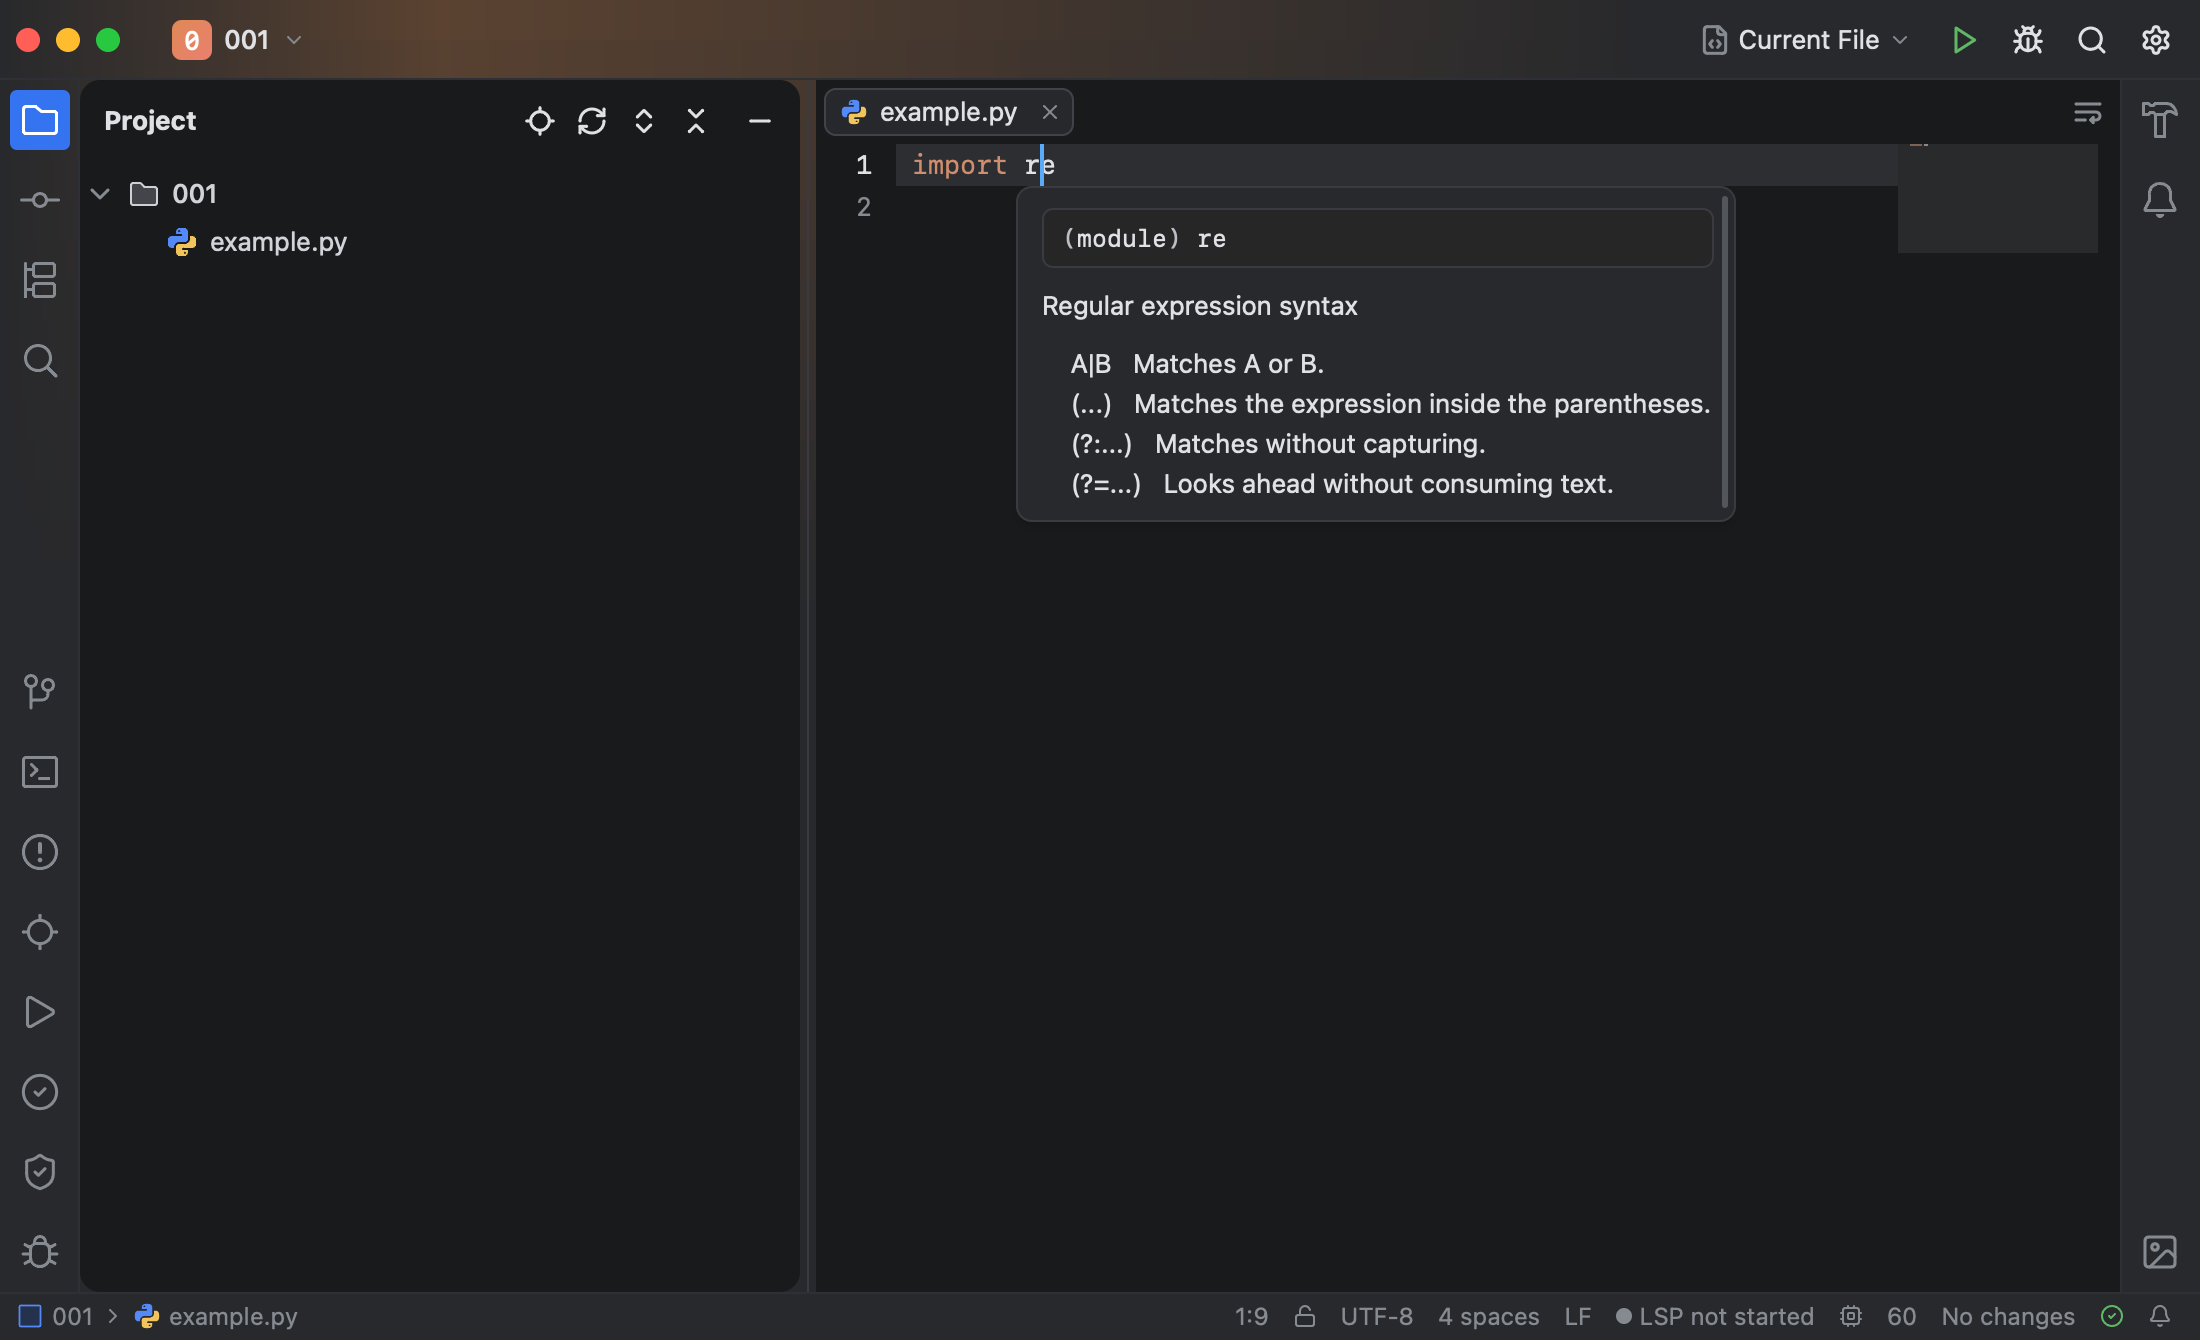 0 001 Current File
Project
example.py
001
example.py
1 import re
2
(module) re
Regular expression syntax
A|B Matches A or B.
(...) Matches the expression inside the parentheses.
(?:...) Matches without capturing.
(?=...) Looks ahead without consuming text.
001 > example.py 1:9 UTF-8 4 spaces LF LSP not started 60 No changes